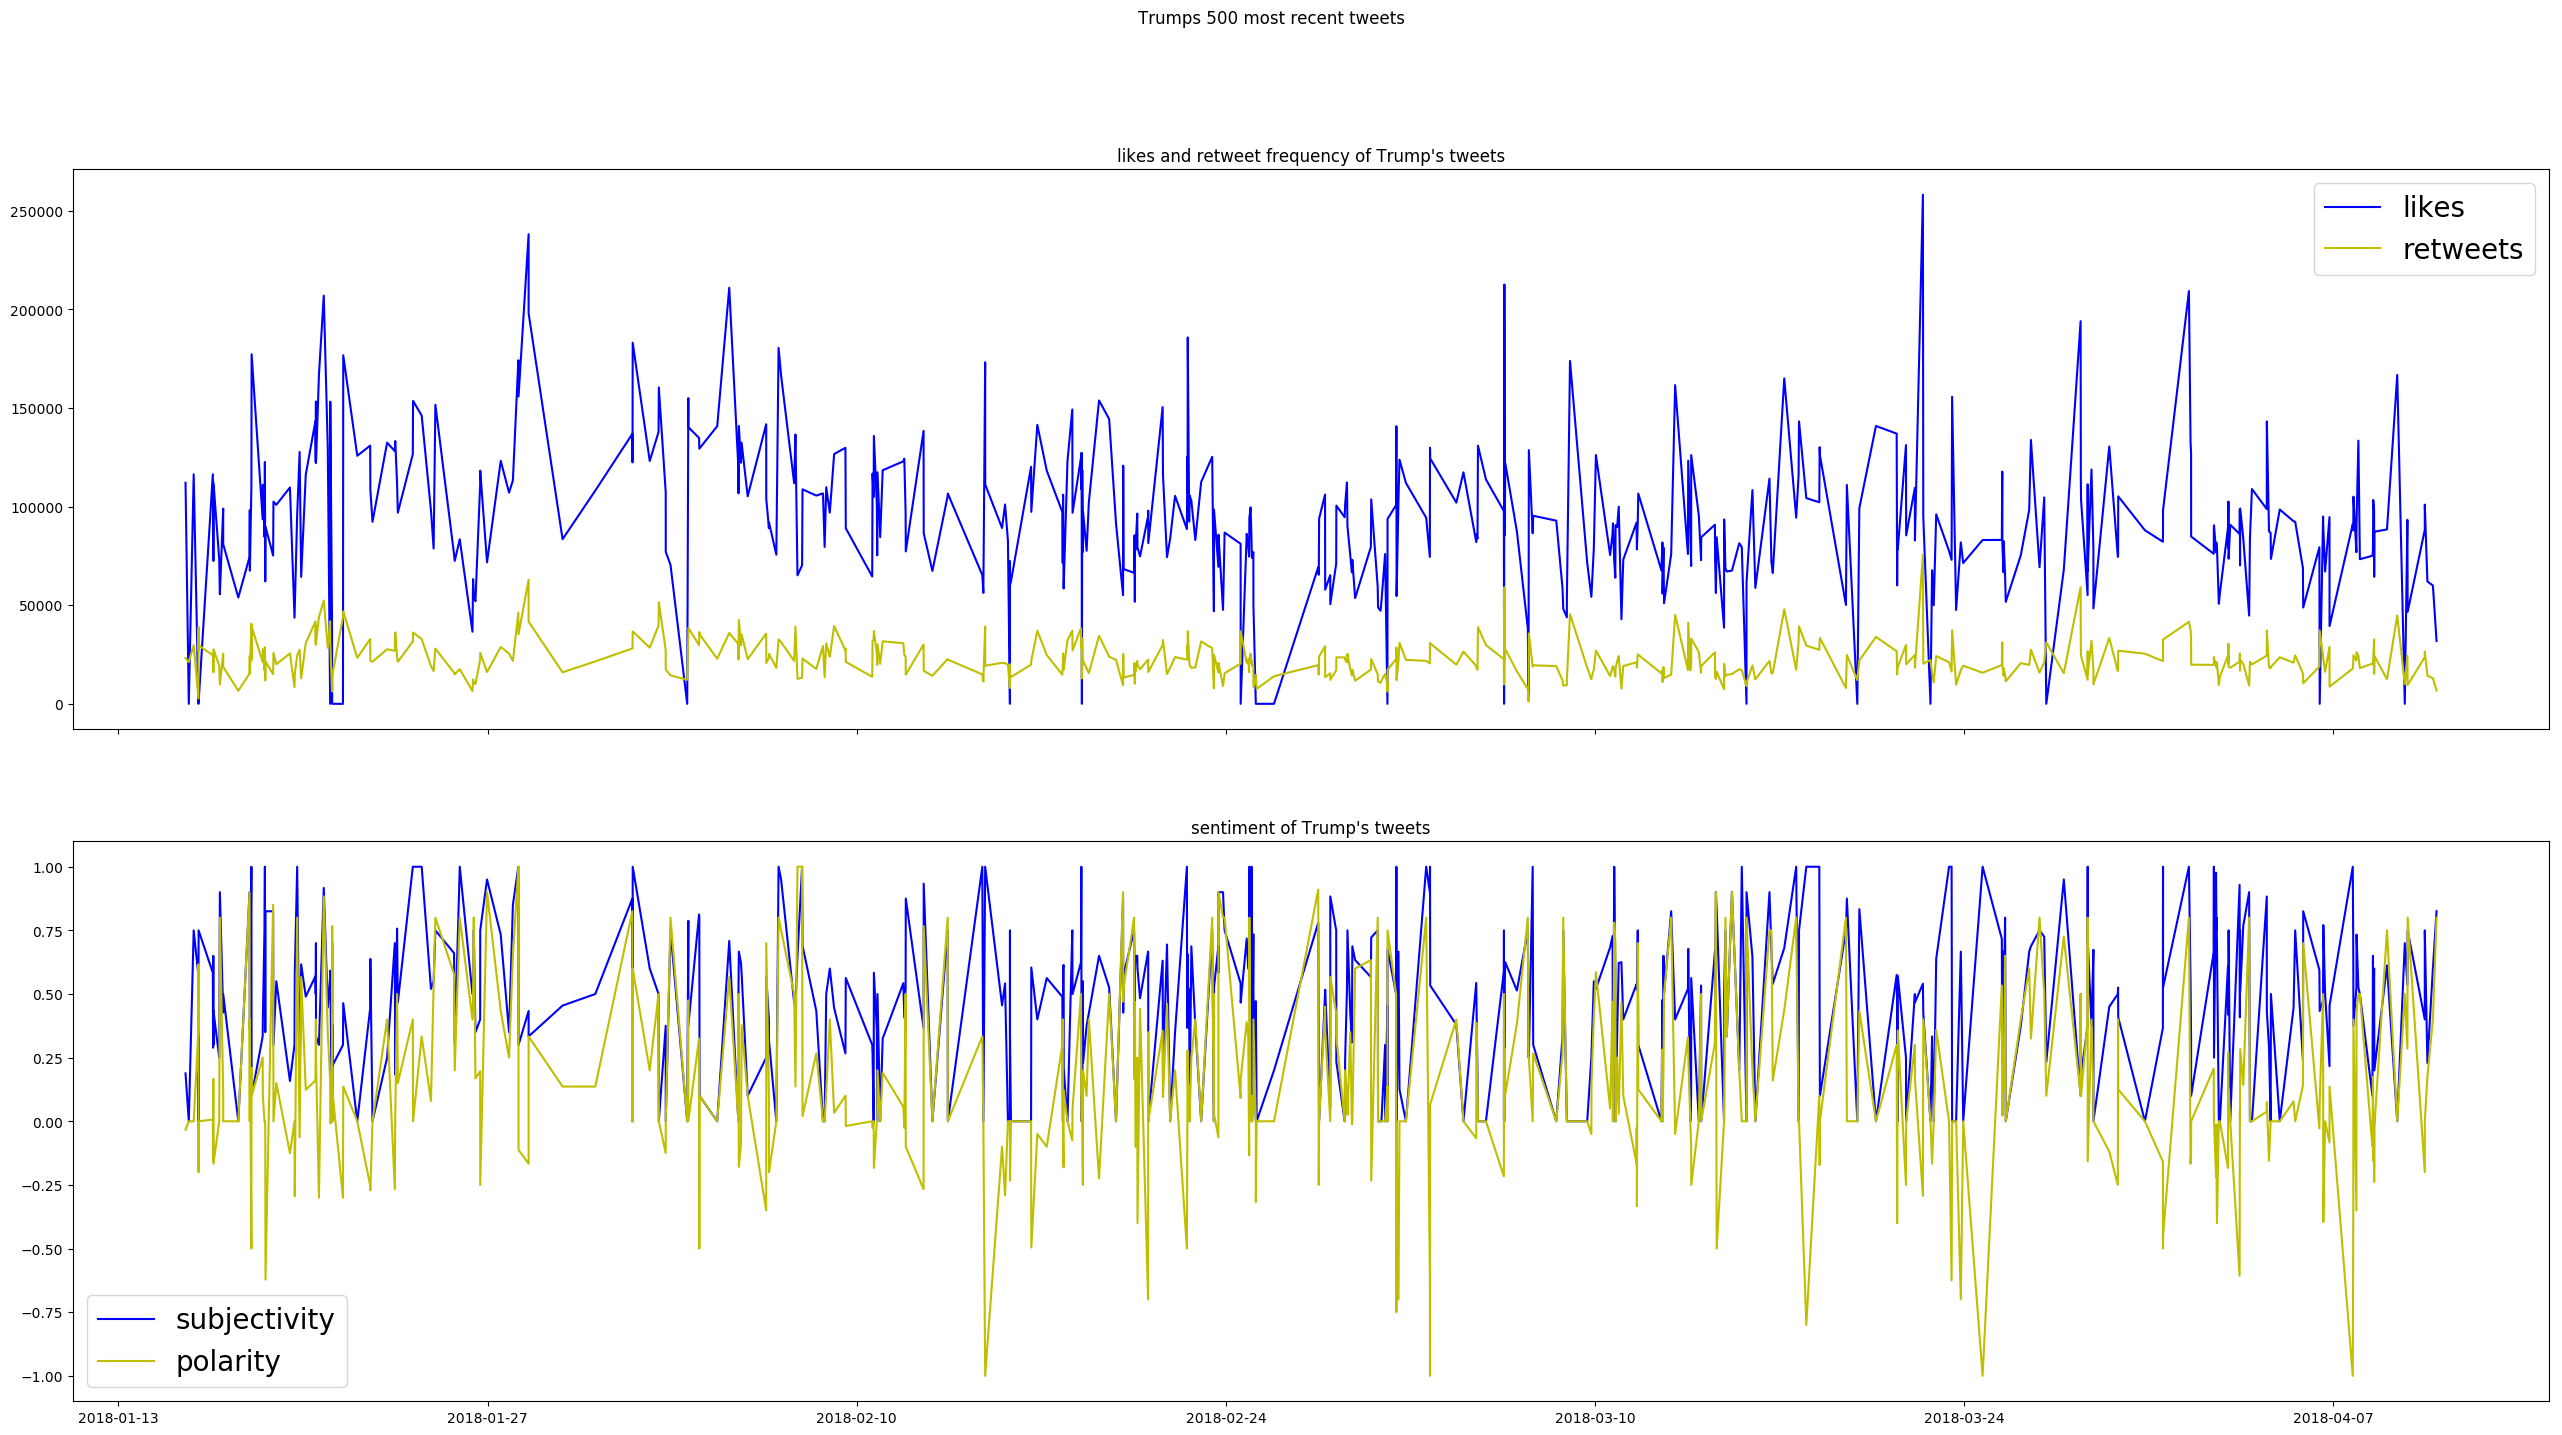 Trumps 500 most recent tweets
likes and retweet frequency of Trump's tweets
250000
200000
150000
100000
50000
0
likes
retweets
sentiment of Trump's tweets
1.00
0.75
0.50
0.25
0.00
−0.25
−0.50
−0.75
−1.00
subjectivity
polarity
2018-01-13 2018-01-27 2018-02-10 2018-02-24 2018-03-10 2018-03-24 2018-04-07